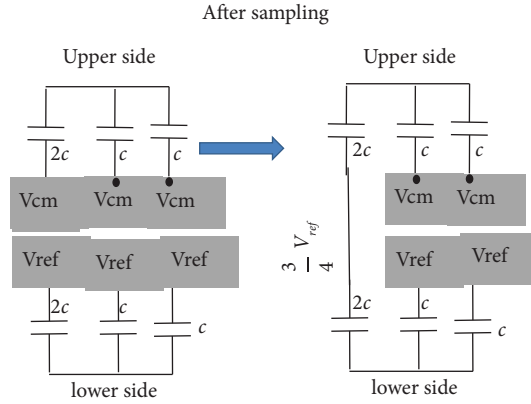 After sampling
Upper side
2c c c
Vcm Vcm Vcm
Vref Vref Vref
2c c c
lower side
Upper side
2c c c
Vcm Vcm
3/4 Vref
Vref Vref
2c c c
lower side